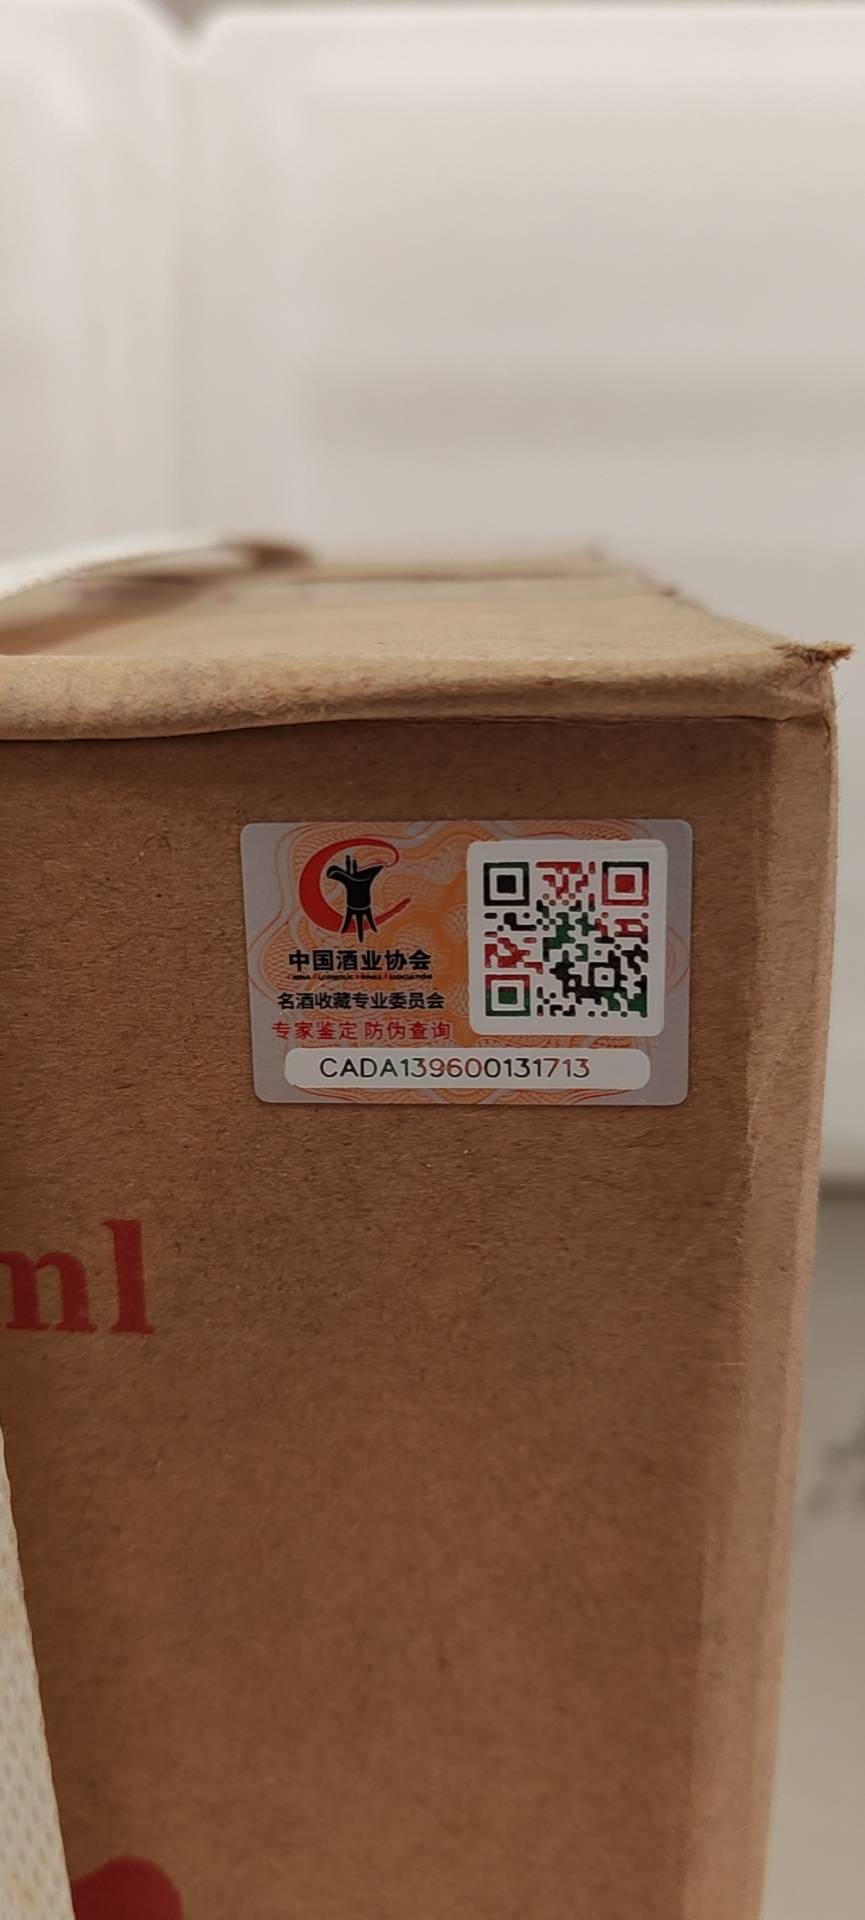 中国酒业协会
名酒收藏专业委员会
专家鉴定 防伪查询
CADA139600131713
ml